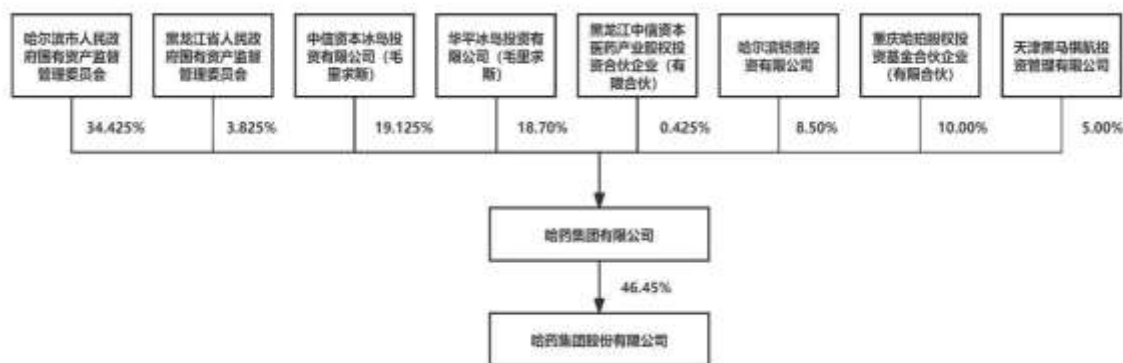 哈尔滨市人民政
府国有资产监督
管理委员会
黑龙江省人民政
府国有资产监督
管理委员会
中信资本冰岛投
资有限公司（毛
里求斯）
华平冰岛投资有
限公司（毛里求
斯）
黑龙江中信资本
医药产业股权投
资合伙企业（有
限合伙）
哈尔滨铠德投
资有限公司
重庆哈珀股权投
资基金合伙企业
（有限合伙）
天津黑马祺航投
资管理有限公司
34.425%
3.825%
19.125%
18.70%
0.425%
8.50%
10.00%
5.00%
哈药集团有限公司
46.45%
哈药集团股份有限公司